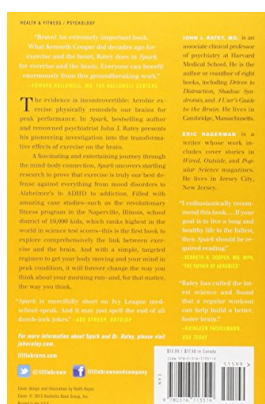 HEALTH & FITNESS / PSYCHOLOGY
"Bravo! An extremely important book.
What Kenneth Cooper did decades ago for
exercise and the heart, Ratey does in Spark
for exercise and the brain. Everyone can benefit
enormously from this groundbreaking work."
—EDWARD HALLOWELL, MD,
The evidence is incontrovertible: Aerobic ex-
ercise physically remodels our brains for
peak performance. In Spark, bestselling author
and renowned psychiatrist John J. Ratey presents
his pioneering investigation into the transforma-
tive effects of exercise on the brain.
A fascinating and entertaining journey through
the mind-body connection, Spark uncovers startling
research to prove that exercise is truly our best de-
fense against everything from mood disorders to
Alzheimer's to ADHD to addiction. Filled with
amazing case studies—such as the revolutionary
fitness program in the Naperville, Illinois, school
district of 19,000 kids, which ranks highest in the
world in science test scores—this is the first book to
explore comprehensively the link between exer-
cise and the brain. And with a simple, targeted
regimen to get your body moving and your mind in
peak condition, it will forever change the way you
think about your morning run—and, for that matter,
the way you think.
"Spark is mercifully short on Ivy League med-
school-speak. And it may just spell the end of all
dumb-jock jokes."
For more information about Spark and Dr. Ratey, please visit
johnratey.com.
littlebrown.com
@littlebrown
littlebrownandcompany
JOHN J. RATEY, MD, is an
associate clinical professor
of psychiatry at Harvard
Medical School. He is the
author or coauthor of eight
books, including Driven to
Distraction, Shadow Syn-
dromes, and A User's Guide
to the Brain. He lives in
Cambridge, Massachusetts.
ERIC HAGERMAN is a
writer whose work in-
cludes cover stories in
Wired, Outside, and Pop-
ular Science magazines.
He lives in Jersey City,
New Jersey.
"I enthusiastically recom-
mend this book....If your
goal is to live a long and
healthy life to the fullest,
then Spark should be re-
quired reading."
—KENNETH H. COOPER, MD, MPH,
"THE FATHER OF AEROBICS"
"Ratey has culled the lat-
est science and found
that a regular workout
can help build a better,
faster brain."
USA TODAY